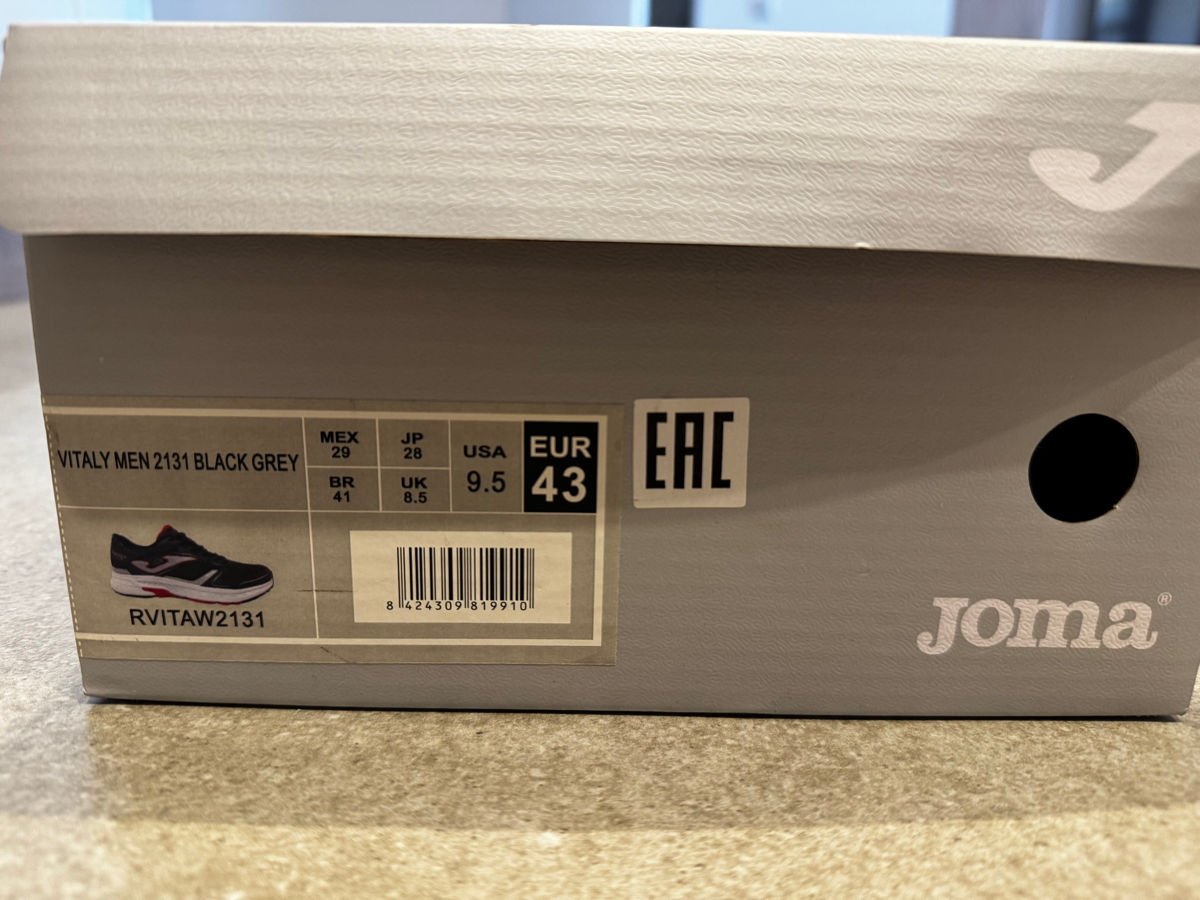 VITALY MEN 2131 BLACK GREY
MEX
29
JP
28
BR
41
UK
8.5
USA
9.5
EUR
43
RVITAW2131
8 424309 819910
EAC
Joma®